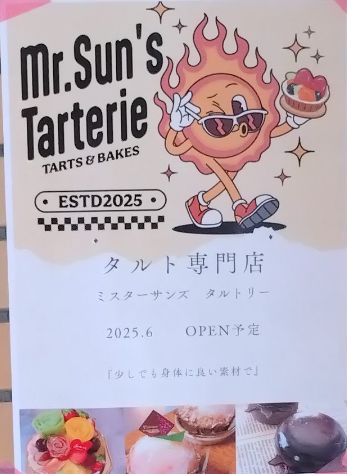 Mr.Sun's
Tarterie
TARTS & BAKES
ESTD2025
タルト専門店
ミスターサンズ タルトリー
2025.6 OPEN予定
『少しでも身体に良い素材で』